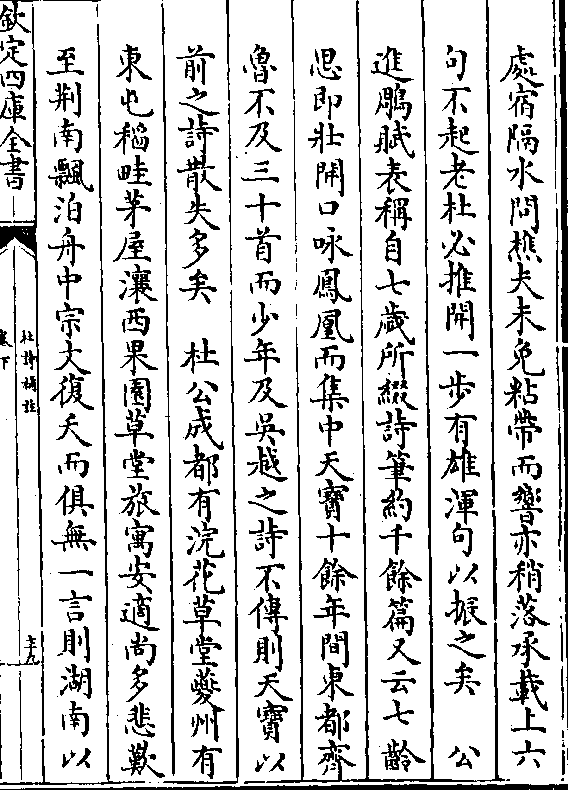 處宿隔水問樵夫未免粘帶而響亦稍落承載上六
句不起老杜必推開一步有雄渾句以振之矣　公
進鵰賦表稱自七歲所綴詩筆約千餘篇又云七齡
思即壯開口咏鳳凰而集中天寶十餘年間東都齊
魯不及三十首而少年及吳越之詩不傳則天寶以
前之詩散失多矣　杜公成都有浣花草堂夔州有
東屯稻畦茅屋瀼西果園草堂旅寓安適尚多悲歎
至荆南飄泊舟中宗文復夭而俱無一言則湖南以
欽定四庫全書
杜詩攟
卷下